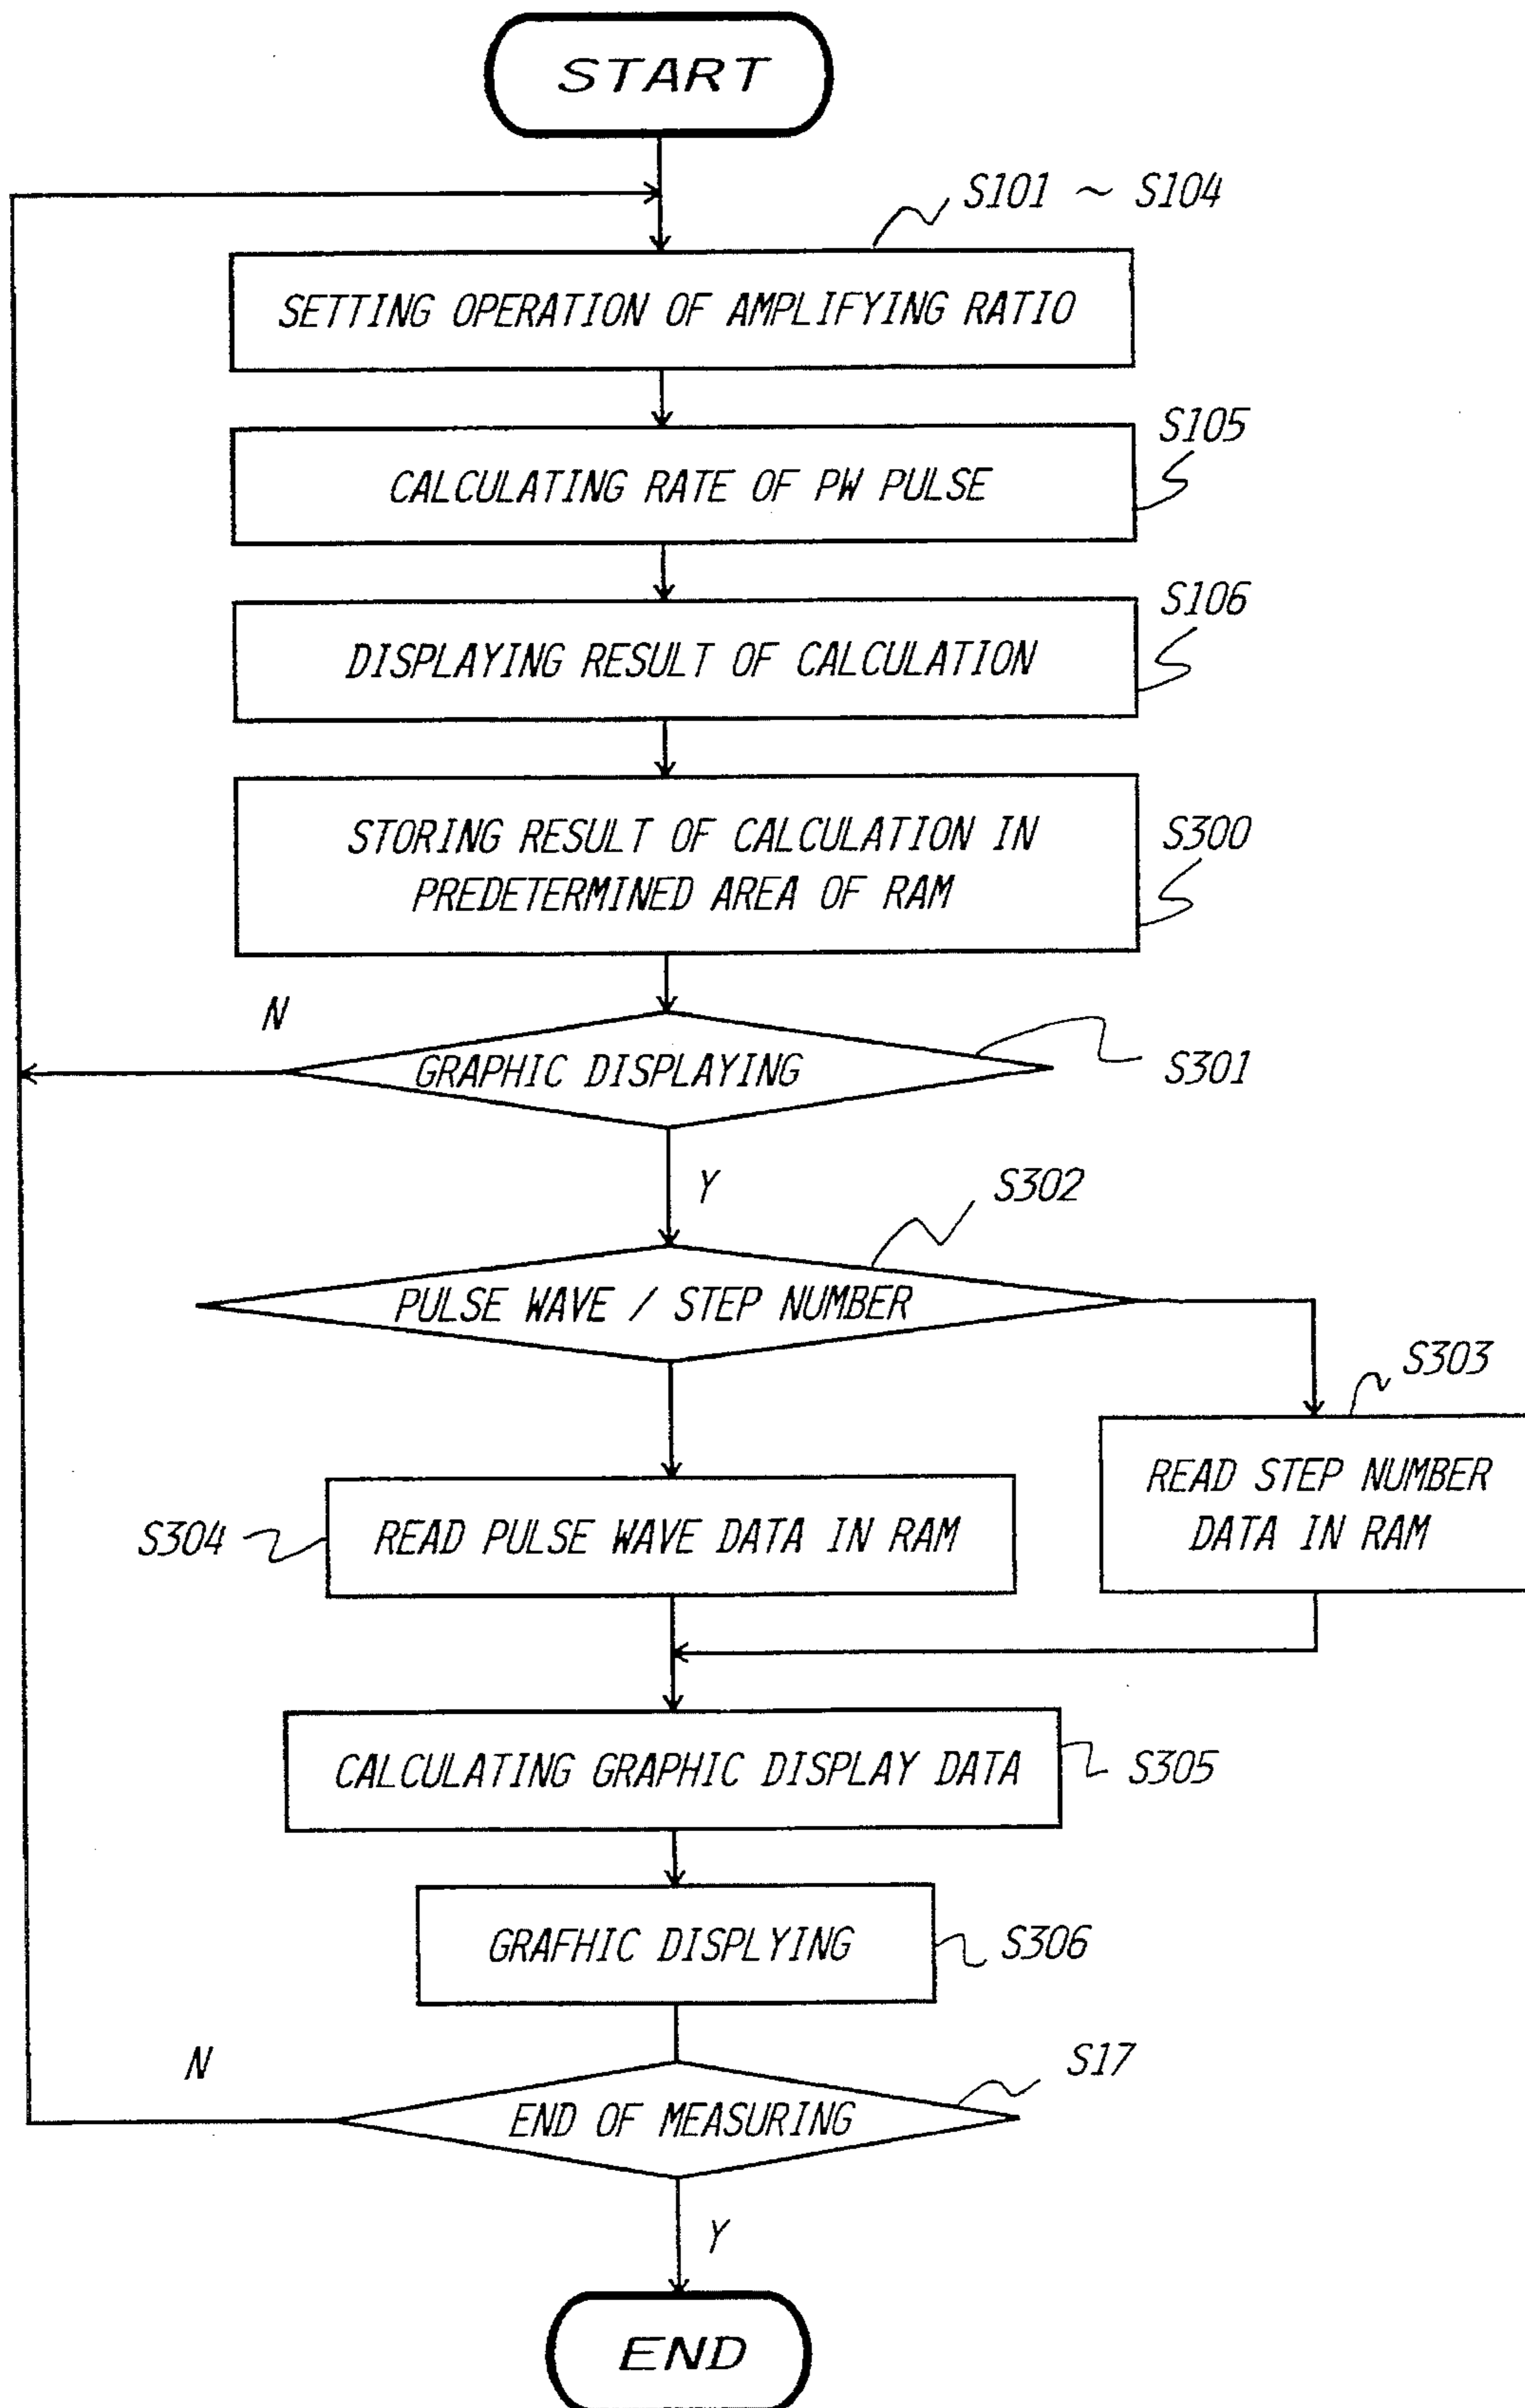 START
S101 ~ S104
SETTING OPERATION OF AMPLIFYING RATIO
S105
CALCULATING RATE OF PW PULSE
S106
DISPLAYING RESULT OF CALCULATION
S300
STORING RESULT OF CALCULATION IN
PREDETERMINED AREA OF RAM
N
GRAPHIC DISPLAYING
S301
Y
S302
PULSE WAVE / STEP NUMBER
S303
READ STEP NUMBER
DATA IN RAM
S304
READ PULSE WAVE DATA IN RAM
CALCULATING GRAPHIC DISPLAY DATA
S305
GRAFHIC DISPLYING
S306
N
S17
END OF MEASURING
Y
END